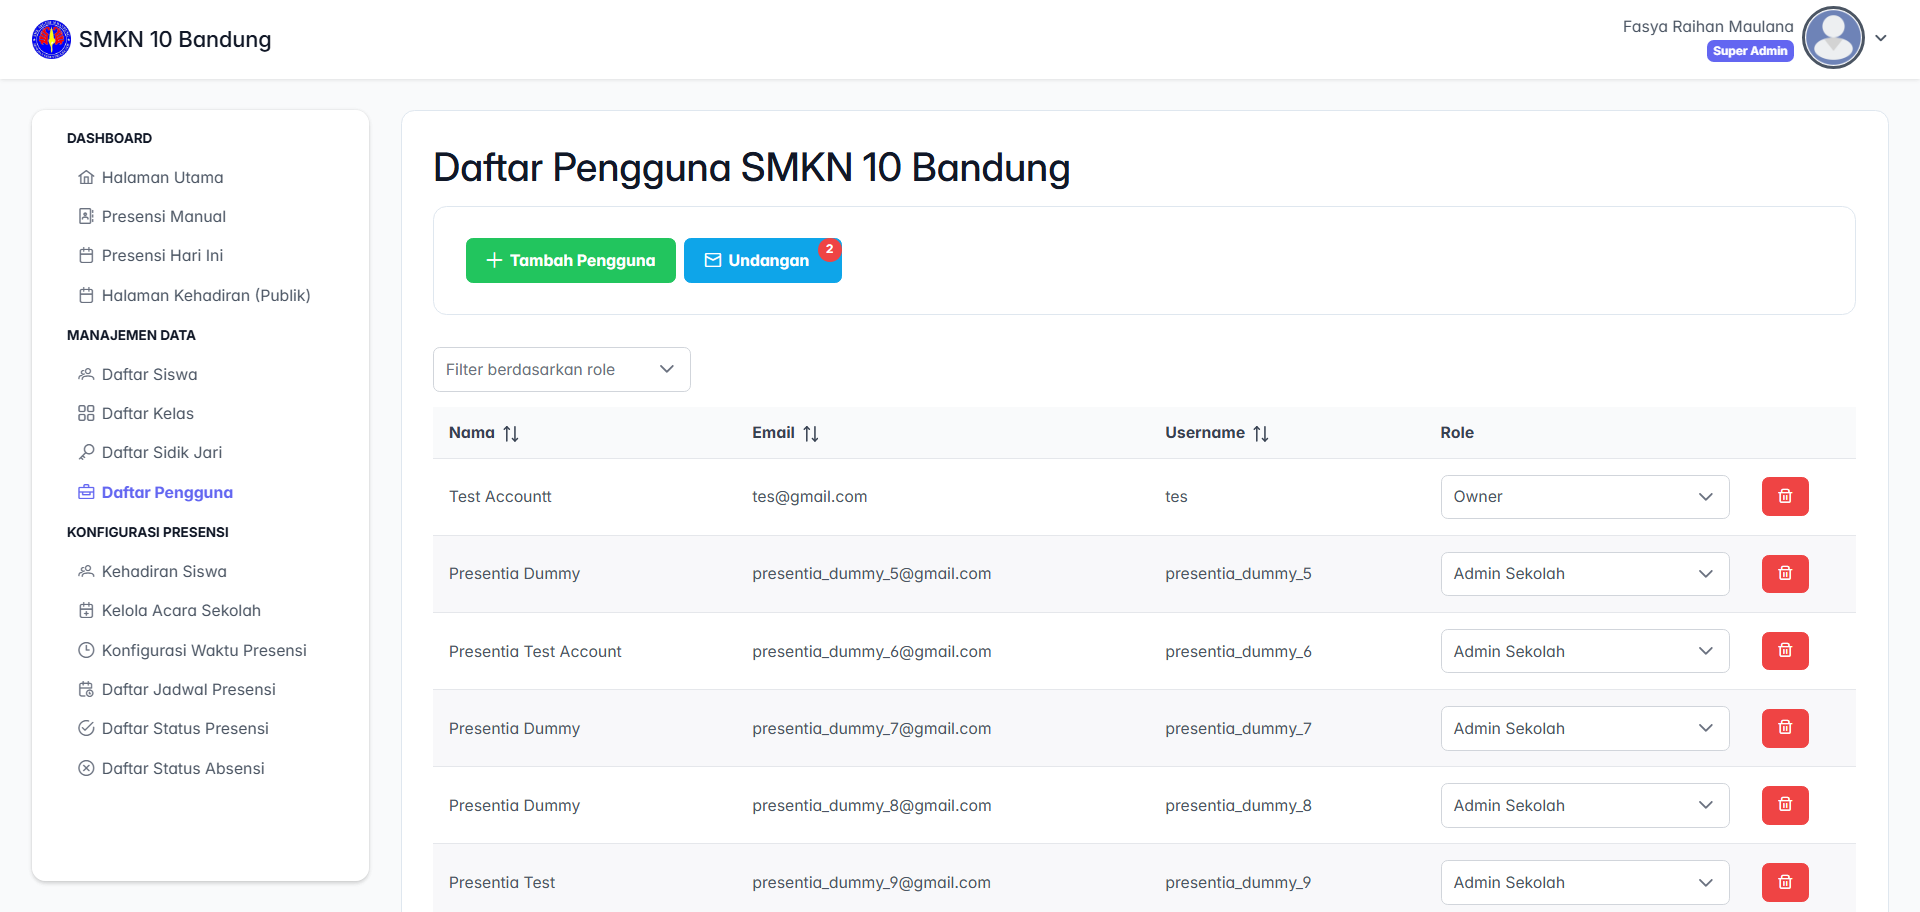 SMKN 10 Bandung
Fasya Raihan Maulana
Super Admin
DASHBOARD
Halaman Utama
Presensi Manual
Presensi Hari Ini
Halaman Kehadiran (Publik)
MANAJEMEN DATA
Daftar Siswa
Daftar Kelas
Daftar Sidik Jari
Daftar Pengguna
KONFIGURASI PRESENSI
Kehadiran Siswa
Kelola Acara Sekolah
Konfigurasi Waktu Presensi
Daftar Jadwal Presensi
Daftar Status Presensi
Daftar Status Absensi
Daftar Pengguna SMKN 10 Bandung
Tambah Pengguna Undangan 2
Filter berdasarkan role
Nama Email Username Role
Test Accountt tes@gmail.com tes Owner
Presentia Dummy presentia_dummy_5@gmail.com presentia_dummy_5 Admin Sekolah
Presentia Test Account presentia_dummy_6@gmail.com presentia_dummy_6 Admin Sekolah
Presentia Dummy presentia_dummy_7@gmail.com presentia_dummy_7 Admin Sekolah
Presentia Dummy presentia_dummy_8@gmail.com presentia_dummy_8 Admin Sekolah
Presentia Test presentia_dummy_9@gmail.com presentia_dummy_9 Admin Sekolah